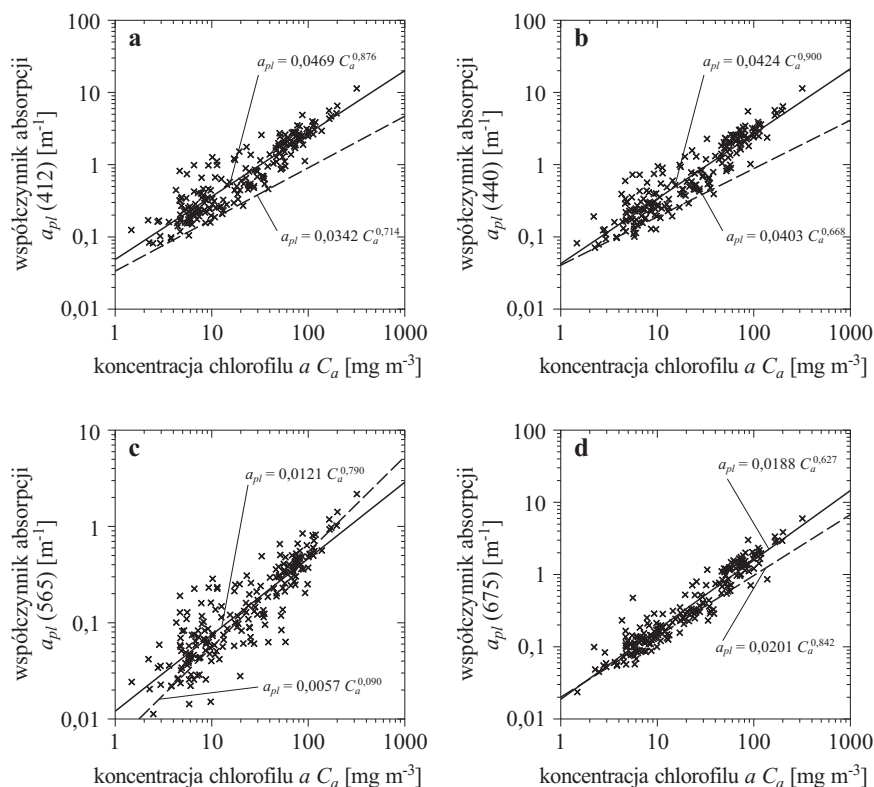 a
współczynnik absorpcji
a_pl (412) [m⁻¹]
100
10
1
0,1
0,01
a_pl = 0,0469 C_a^0,876
a_pl = 0,0342 C_a^0,714
1 10 100 1000
koncentracja chlorofilu a C_a [mg m⁻³]
b
współczynnik absorpcji
a_pl (440) [m⁻¹]
100
10
1
0,1
0,01
a_pl = 0,0424 C_a^0,900
a_pl = 0,0403 C_a^0,668
1 10 100 1000
koncentracja chlorofilu a C_a [mg m⁻³]
c
współczynnik absorpcji
a_pl (565) [m⁻¹]
10
1
0,1
0,01
a_pl = 0,0121 C_a^0,790
a_pl = 0,0057 C_a^0,090
1 10 100 1000
koncentracja chlorofilu a C_a [mg m⁻³]
d
współczynnik absorpcji
a_pl (675) [m⁻¹]
100
10
1
0,1
0,01
a_pl = 0,0188 C_a^0,627
a_pl = 0,0201 C_a^0,842
1 10 100 1000
koncentracja chlorofilu a C_a [mg m⁻³]